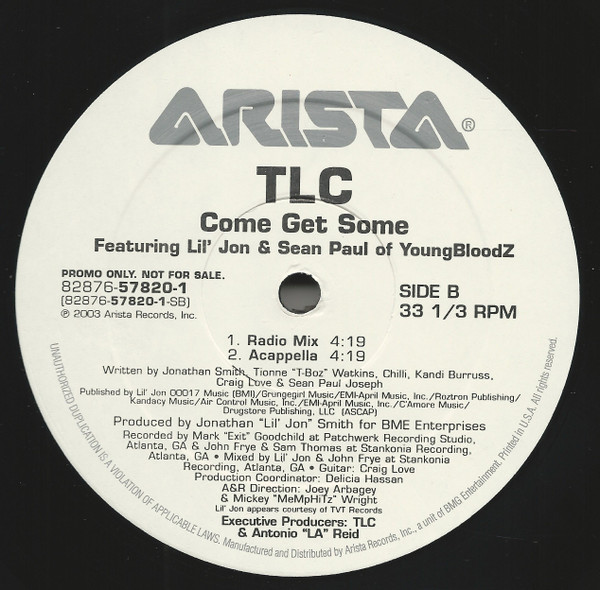 ARISTA®
TLC
Come Get Some
Featuring Lil' Jon & Sean Paul of YoungBloodZ
PROMO ONLY. NOT FOR SALE.
82876-57820-1
(82876-57820-1-SB)
℗ 2003 Arista Records, Inc.
SIDE B
33 1/3 RPM
1. Radio Mix 4:19
2. Acappella 4:19
Written by Jonathan Smith, Tionne "T-Boz" Watkins, Chilli, Kandi Burruss,
Craig Love & Sean Paul Joseph
Published by Lil' Jon 00017 Music (BMI)/Grungegirl Music/EMI-April Music, Inc./Roztron Publishing/
Kandacy Music/Air Control Music, Inc./EMI-April Music, Inc./C'Amore Music/
Drugstore Publishing, LLC (ASCAP)
Produced by Jonathan "Lil' Jon" Smith for BME Enterprises
Recorded by Mark "Exit" Goodchild at Patchwerk Recording Studio,
Atlanta, GA & John Frye & Sam Thomas at Stankonia Recording,
Atlanta, GA • Mixed by Lil' Jon & John Frye at Stankonia
Recording, Atlanta, GA • Guitar: Craig Love
Production Coordinator: Delicia Hassan
A&R Direction: Joey Arbagey
& Mickey "MeMpHiTz" Wright
Lil' Jon appears courtesy of TVT Records
Executive Producers: TLC
& Antonio "LA" Reid
UNAUTHORIZED DUPLICATION IS A VIOLATION OF APPLICABLE LAWS. Manufactured and Distributed by Arista Records, Inc., a unit of BMG Entertainment. Printed in U.S.A. All rights reserved.